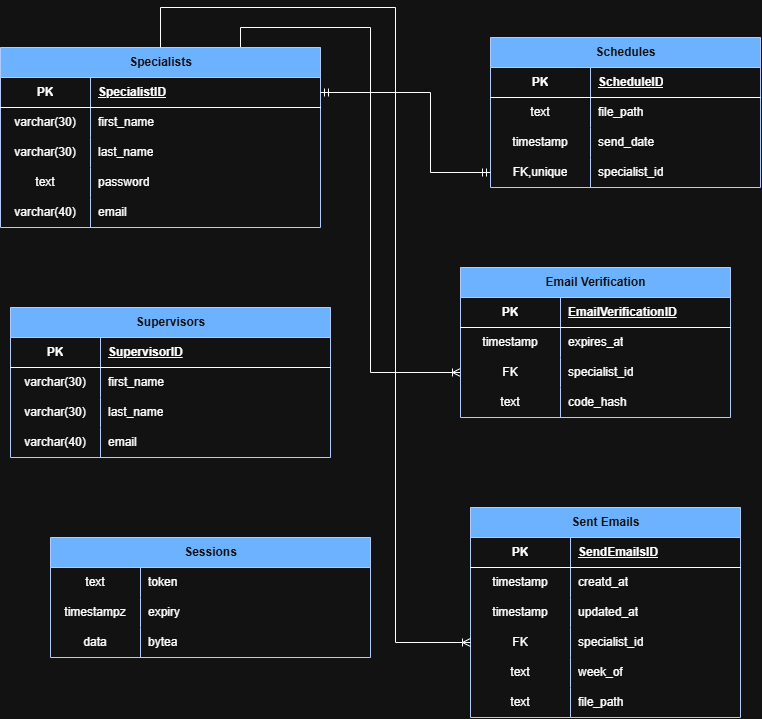 Specialists
PK SpecialistID
varchar(30) first_name
varchar(30) last_name
text password
varchar(40) email
Schedules
PK ScheduleID
text file_path
timestamp send_date
FK,unique specialist_id
Email Verification
PK EmailVerificationID
timestamp expires_at
FK specialist_id
text code_hash
Supervisors
PK SupervisorID
varchar(30) first_name
varchar(30) last_name
varchar(40) email
Sent Emails
PK SendEmailsID
timestamp creatd_at
timestamp updated_at
FK specialist_id
text week_of
text file_path
Sessions
text token
timestampz expiry
data bytea